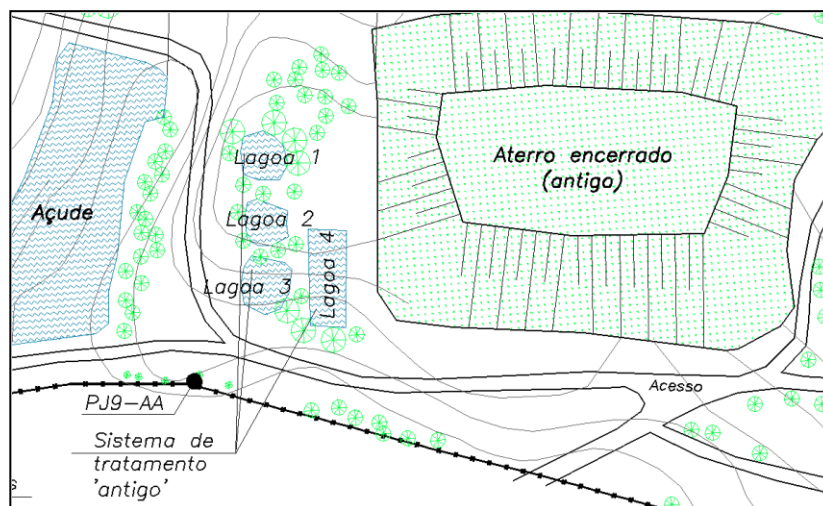 Lagoa 1
Aterro encerrado
(antigo)
Açude
Lagoa 2
Lagoa 4
Lagoa 3
Acesso
PJ9-AA
Sistema de
tratamento
'antigo'
s